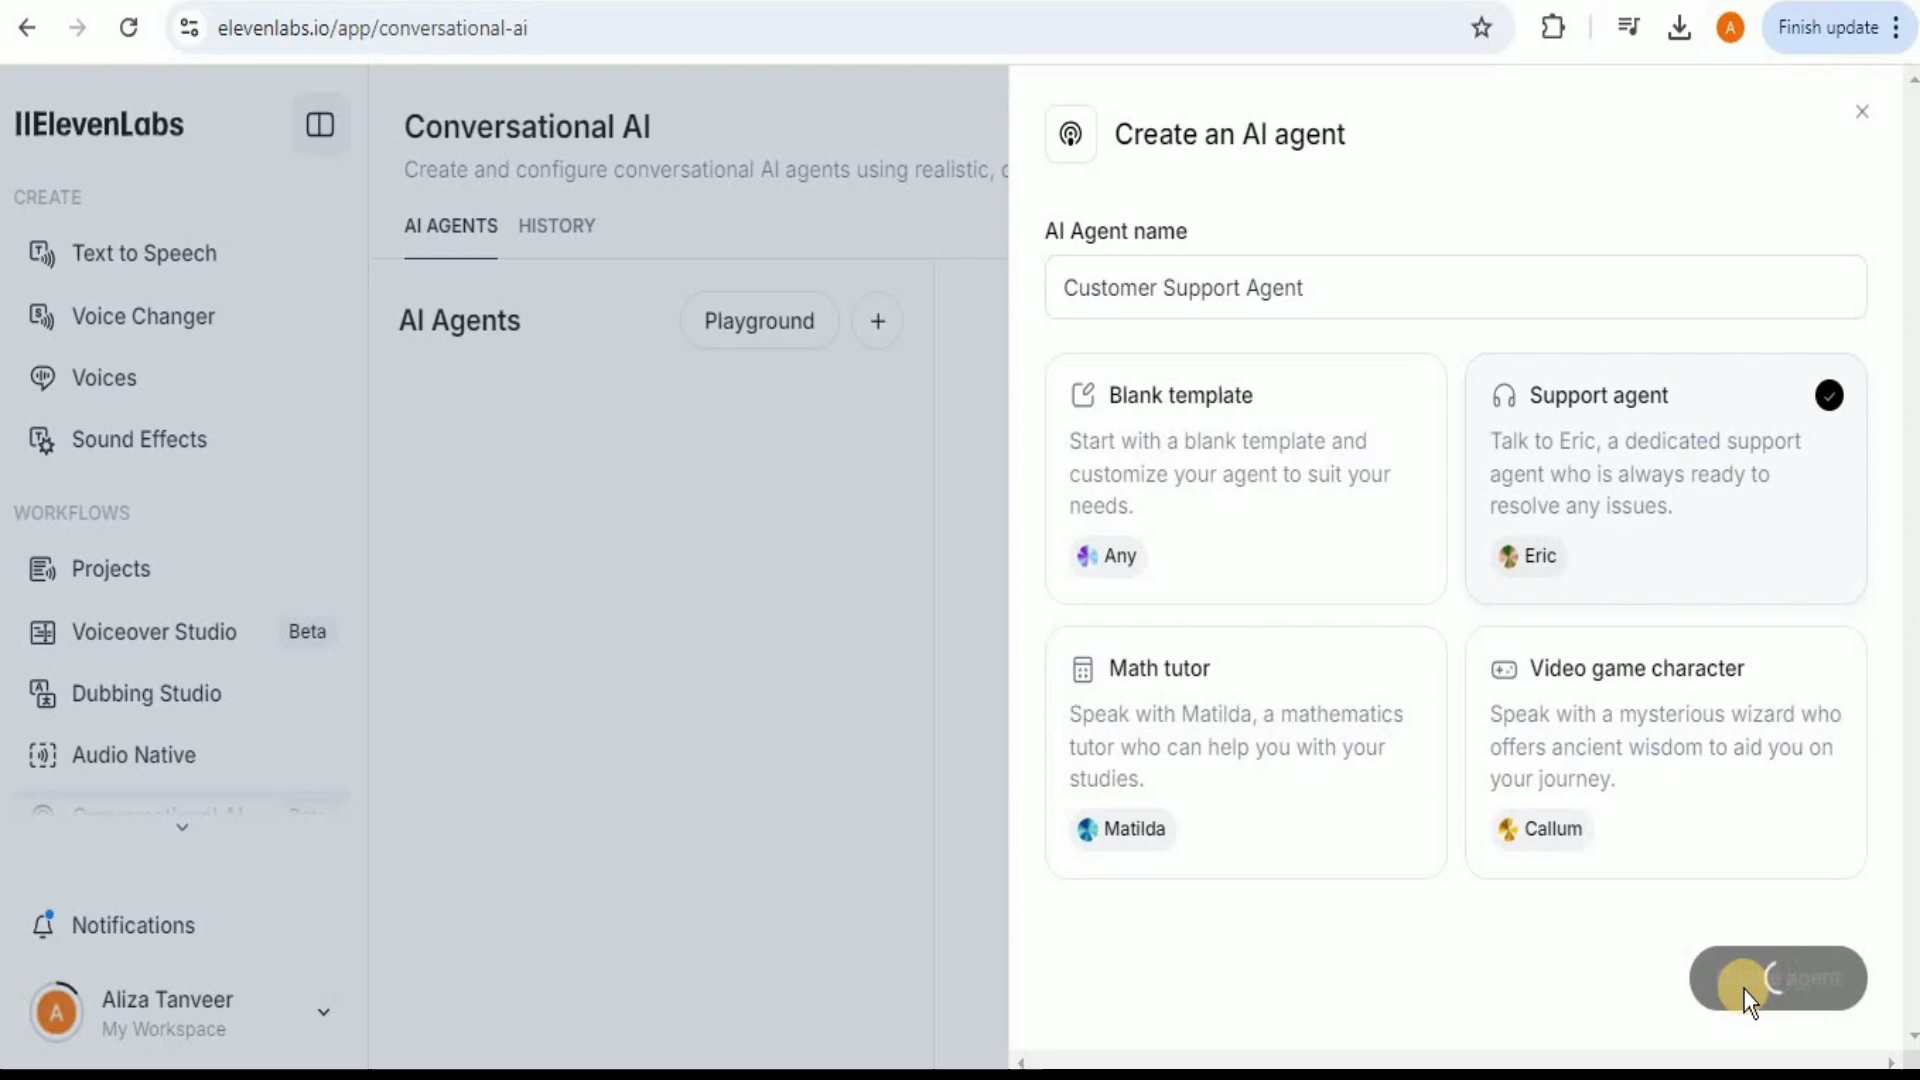 elevenlabs.io/app/conversational-ai
A
Finish update
IIElevenLabs
CREATE
Text to Speech
Voice Changer
Voices
Sound Effects
WORKFLOWS
Projects
Voiceover Studio Beta
Dubbing Studio
Audio Native
Conversational AI Beta
Notifications
A
Aliza Tanveer
My Workspace
Conversational AI
Create and configure conversational AI agents using realistic, c
AI AGENTS HISTORY
AI Agents Playground +
Create an AI agent
AI Agent name
Customer Support Agent
Blank template
Start with a blank template and
customize your agent to suit your
needs.
Any
Support agent
Talk to Eric, a dedicated support
agent who is always ready to
resolve any issues.
Eric
Math tutor
Speak with Matilda, a mathematics
tutor who can help you with your
studies.
Matilda
Video game character
Speak with a mysterious wizard who
offers ancient wisdom to aid you on
your journey.
Callum
agent